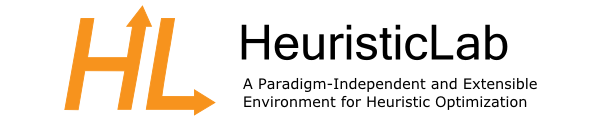 HL
HeuristicLab
A Paradigm-Independent and Extensible
Environment for Heuristic Optimization